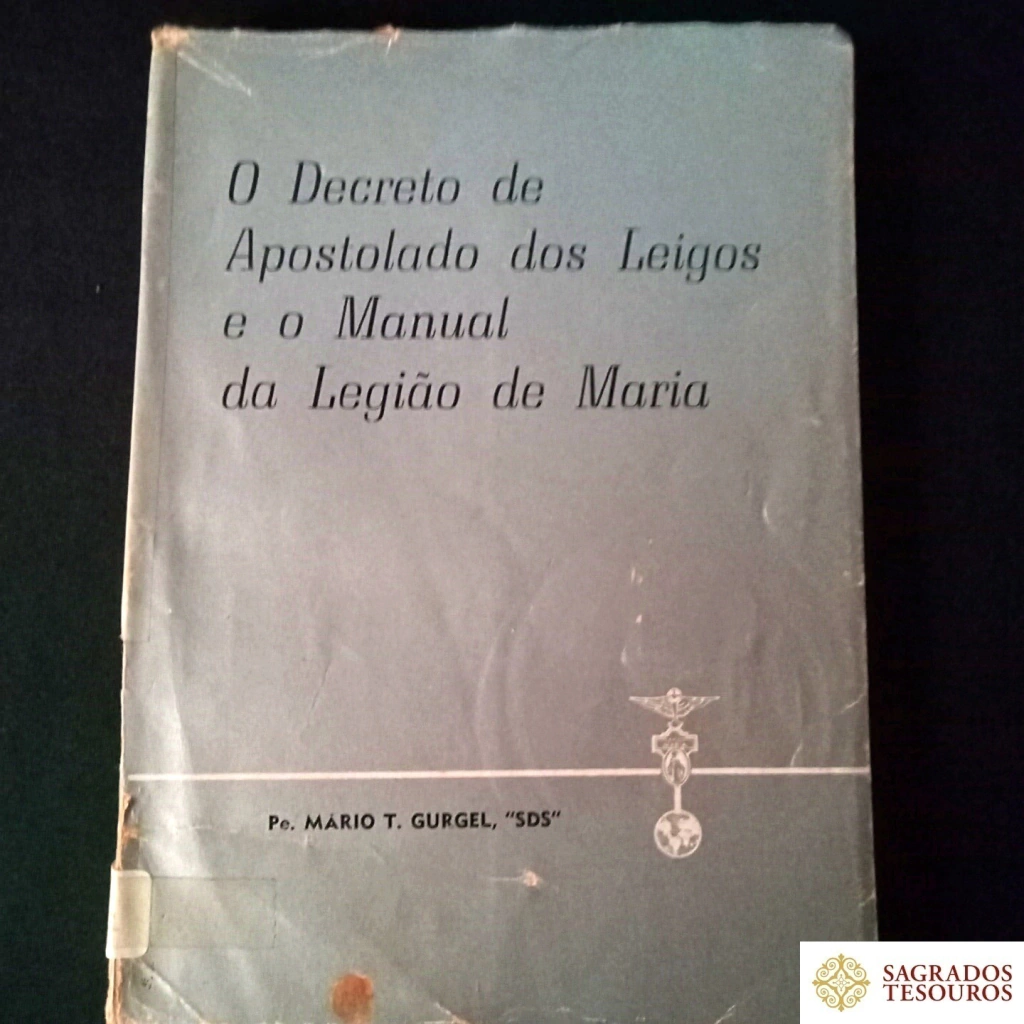 O Decreto de
Apostolado dos Leigos
e o Manual
da Legião de Maria
Pe. MÁRIO T. GURGEL, "SDS"
SAGRADOS
TESOUROS